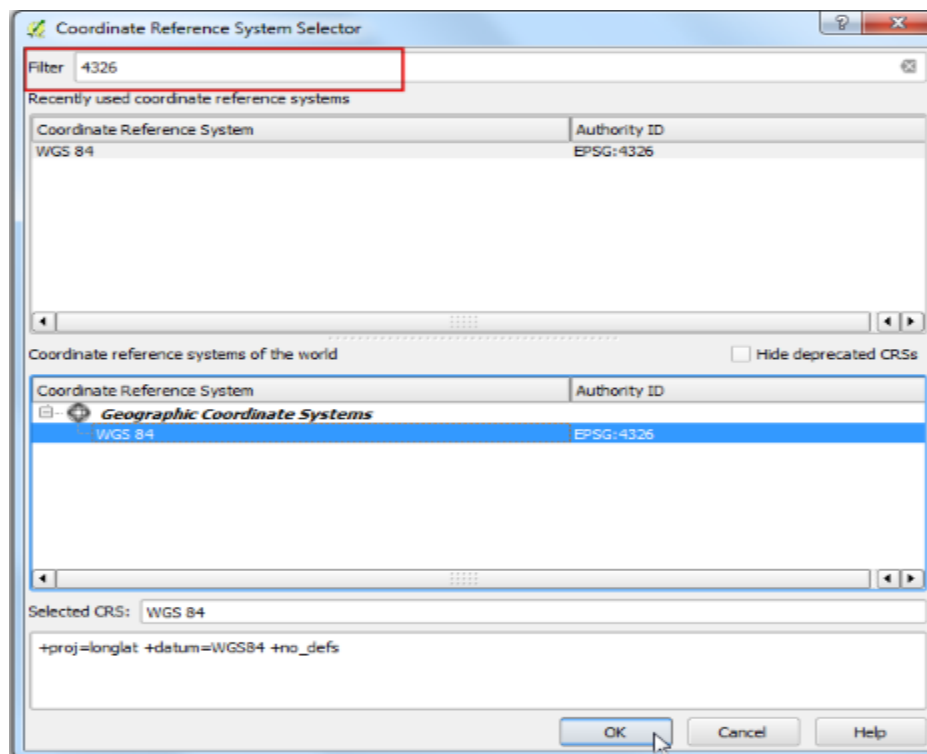 Coordinate Reference System Selector
Filter 4326
Recently used coordinate reference systems
Coordinate Reference System Authority ID
WGS 84 EPSG:4326
Coordinate reference systems of the world Hide deprecated CRSs
Coordinate Reference System Authority ID
Geographic Coordinate Systems
WGS 84 EPSG:4326
Selected CRS: WGS 84
+proj=longlat +datum=WGS84 +no_defs
OK Cancel Help